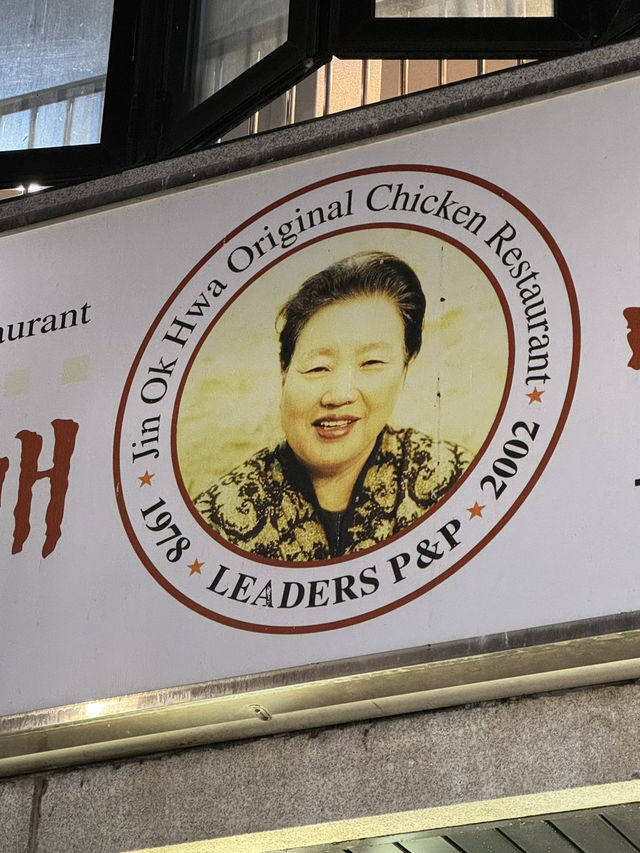 Jin Ok Hwa Original Chicken Restaurant
1978 ★ LEADERS P&P ★ 2002
aurant